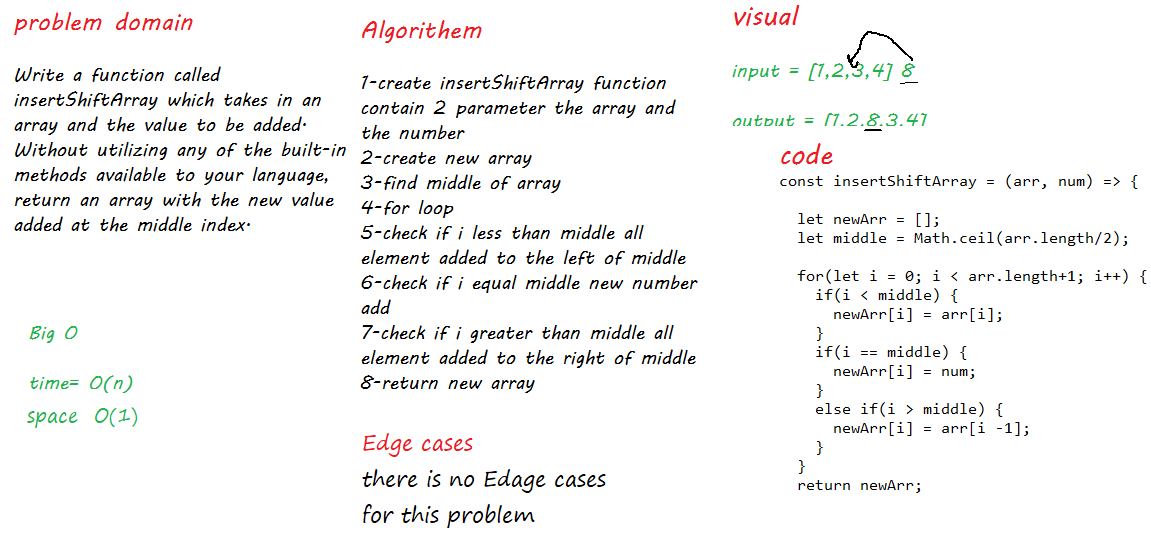 problem domain
Write a function called
insertShiftArray which takes in an
array and the value to be added.
Without utilizing any of the built-in
methods available to your language,
return an array with the new value
added at the middle index.
Big O
time= O(n)
space O(1)
Algorithem
1-create insertShiftArray function
contain 2 parameter the array and
the number
2-create new array
3-find middle of array
4-for loop
5-check if i less than middle all
element added to the left of middle
6-check if i equal middle new number
add
7-check if i greater than middle all
element added to the right of middle
8-return new array
Edge cases
there is no Edage cases
for this problem
visual
input = [1,2,3,4] 8
output = [1,2,8,3,4]
code
const insertShiftArray = (arr, num) => {
let newArr = [];
let middle = Math.ceil(arr.length/2);
for(let i = 0; i < arr.length+1; i++) {
if(i < middle) {
newArr[i] = arr[i];
}
if(i == middle) {
newArr[i] = num;
}
else if(i > middle) {
newArr[i] = arr[i -1];
}
}
return newArr;